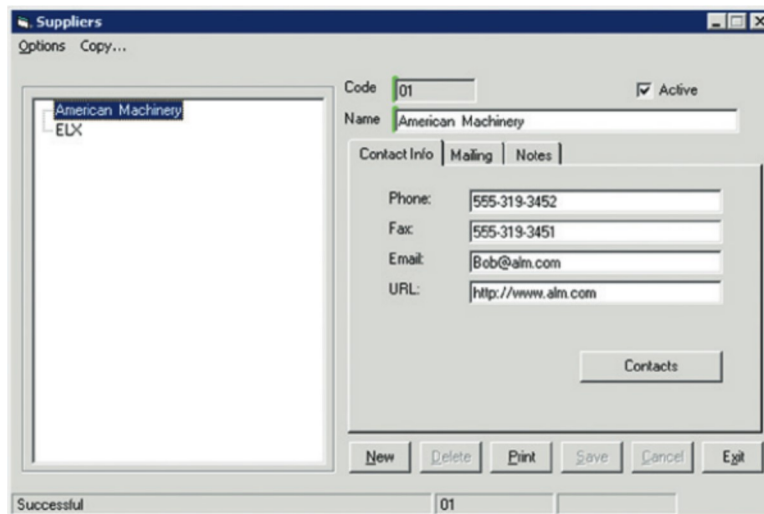 Suppliers
Options Copy...
American Machinery
ELX
Code 01 Active
Name American Machinery
Contact Info Mailing Notes
Phone: 555-319-3452
Fax: 555-319-3451
Email: Bob@alm.com
URL: http://www.alm.com
Contacts
New Delete Print Save Cancel Exit
Successful 01